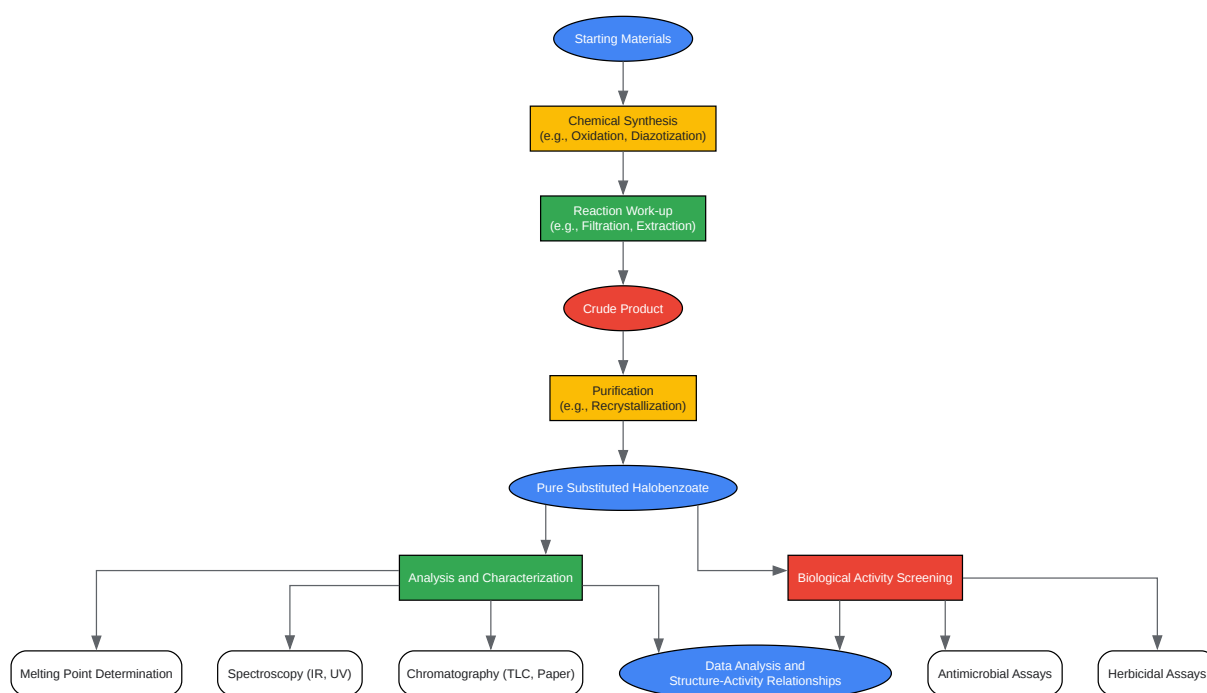 Starting Materials
Chemical Synthesis
(e.g., Oxidation, Diazotization)
Reaction Work-up
(e.g., Filtration, Extraction)
Crude Product
Purification
(e.g., Recrystallization)
Pure Substituted Halobenzoate
Analysis and Characterization
Biological Activity Screening
Melting Point Determination
Spectroscopy (IR, UV)
Chromatography (TLC, Paper)
Data Analysis and
Structure-Activity Relationships
Antimicrobial Assays
Herbicidal Assays